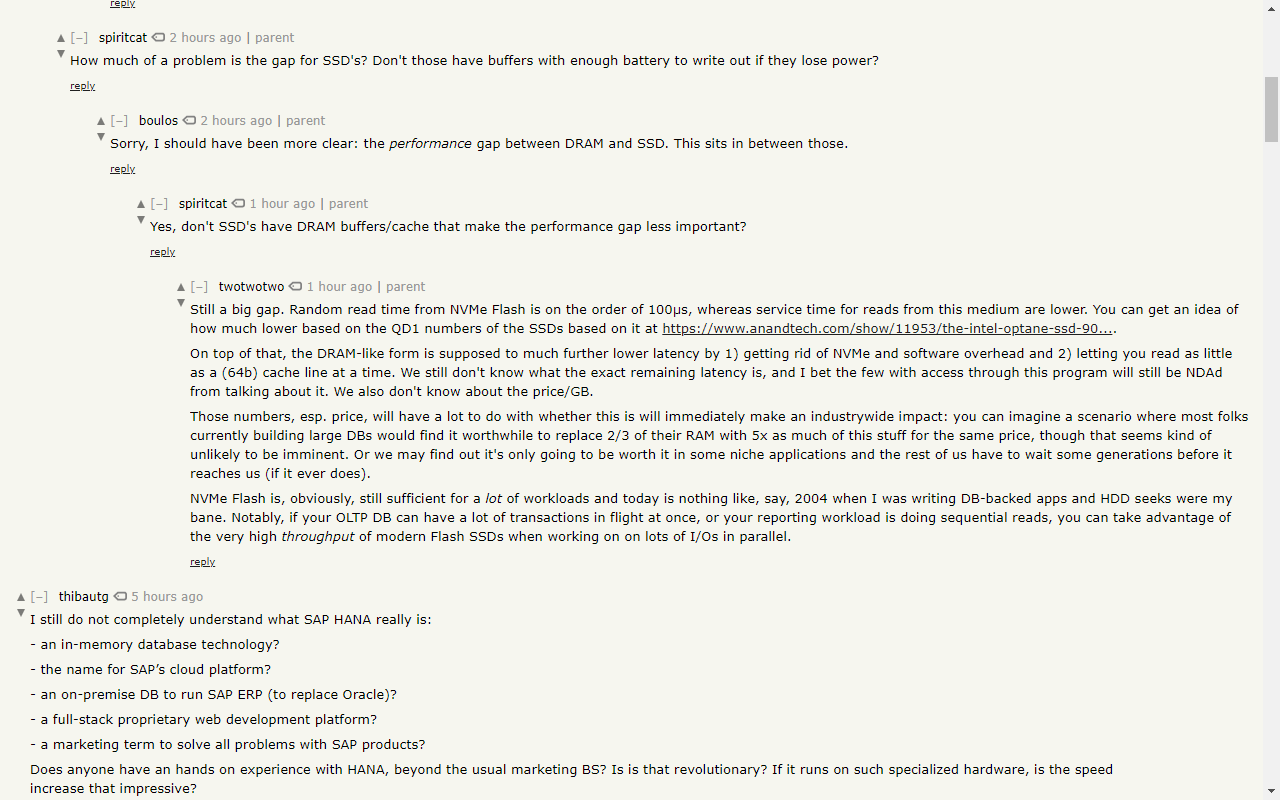 reply
▲ [–] spiritcat 2 hours ago | parent
▼ How much of a problem is the gap for SSD's? Don't those have buffers with enough battery to write out if they lose power?
reply
▲ [–] boulos 2 hours ago | parent
▼ Sorry, I should have been more clear: the performance gap between DRAM and SSD. This sits in between those.
reply
▲ [–] spiritcat 1 hour ago | parent
▼ Yes, don't SSD's have DRAM buffers/cache that make the performance gap less important?
reply
▲ [–] twotwotwo 1 hour ago | parent
▼ Still a big gap. Random read time from NVMe Flash is on the order of 100µs, whereas service time for reads from this medium are lower. You can get an idea of
how much lower based on the QD1 numbers of the SSDs based on it at https://www.anandtech.com/show/11953/the-intel-optane-ssd-90....
On top of that, the DRAM-like form is supposed to much further lower latency by 1) getting rid of NVMe and software overhead and 2) letting you read as little
as a (64b) cache line at a time. We still don't know what the exact remaining latency is, and I bet the few with access through this program will still be NDAd
from talking about it. We also don't know about the price/GB.
Those numbers, esp. price, will have a lot to do with whether this is will immediately make an industrywide impact: you can imagine a scenario where most folks
currently building large DBs would find it worthwhile to replace 2/3 of their RAM with 5x as much of this stuff for the same price, though that seems kind of
unlikely to be imminent. Or we may find out it's only going to be worth it in some niche applications and the rest of us have to wait some generations before it
reaches us (if it ever does).
NVMe Flash is, obviously, still sufficient for a lot of workloads and today is nothing like, say, 2004 when I was writing DB-backed apps and HDD seeks were my
bane. Notably, if your OLTP DB can have a lot of transactions in flight at once, or your reporting workload is doing sequential reads, you can take advantage of
the very high throughput of modern Flash SSDs when working on on lots of I/Os in parallel.
reply
▲ [–] thibautg 5 hours ago
▼ I still do not completely understand what SAP HANA really is:
- an in-memory database technology?
- the name for SAP’s cloud platform?
- an on-premise DB to run SAP ERP (to replace Oracle)?
- a full-stack proprietary web development platform?
- a marketing term to solve all problems with SAP products?
Does anyone have an hands on experience with HANA, beyond the usual marketing BS? Is is that revolutionary? If it runs on such specialized hardware, is the speed
increase that impressive?